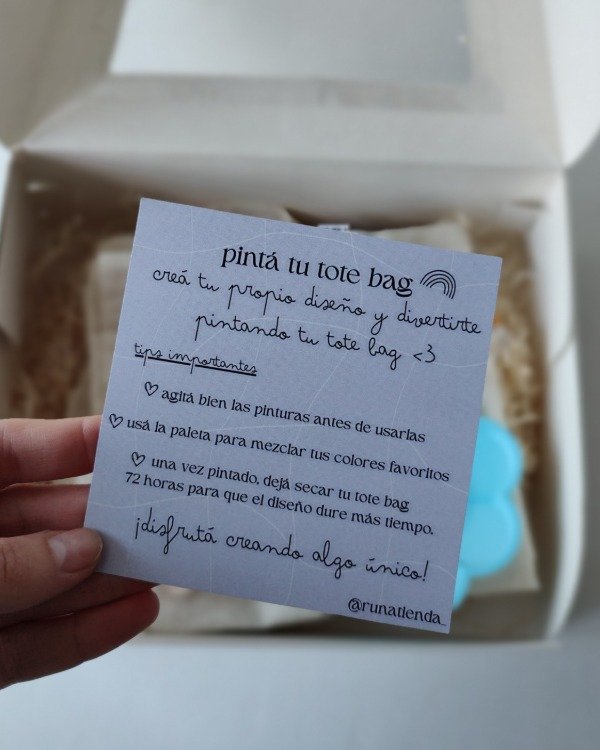 pintá tu tote bag
creá tu propio diseño y divertirte
pintando tu tote bag <3
tips importantes
agitá bien las pinturas antes de usarlas
usá la paleta para mezclar tus colores favoritos
una vez pintado, dejá secar tu tote bag
72 horas para que el diseño dure más tiempo.
¡disfrutá creando algo único!
@runatienda_